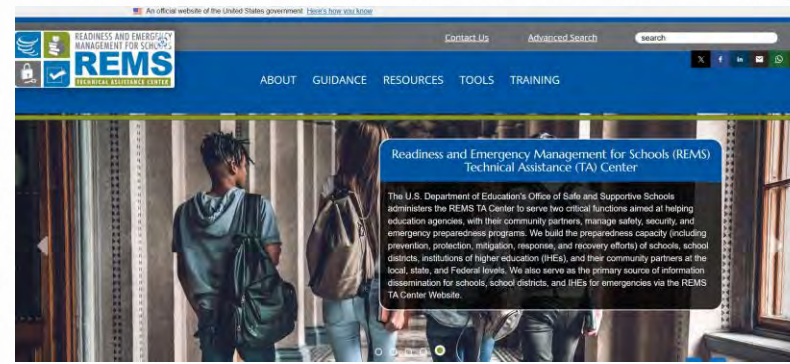 An official website of the United States government Here's how you know
READINESS AND EMERGENCY
MANAGEMENT FOR SCHOOLS
REMS
TECHNICAL ASSISTANCE CENTER
Contact Us Advanced Search search
ABOUT GUIDANCE RESOURCES TOOLS TRAINING
Readiness and Emergency Management for Schools (REMS)
Technical Assistance (TA) Center
The U.S. Department of Education's Office of Safe and Supportive Schools
administers the REMS TA Center to serve two critical functions aimed at helping
education agencies, with their community partners, manage safety, security, and
emergency preparedness programs. We build the preparedness capacity (including
prevention, protection, mitigation, response, and recovery efforts) of schools, school
districts, institutions of higher education (IHEs), and their community partners at the
local, state, and Federal levels. We also serve as the primary source of information
dissemination for schools, school districts, and IHEs for emergencies via the REMS
TA Center Website.